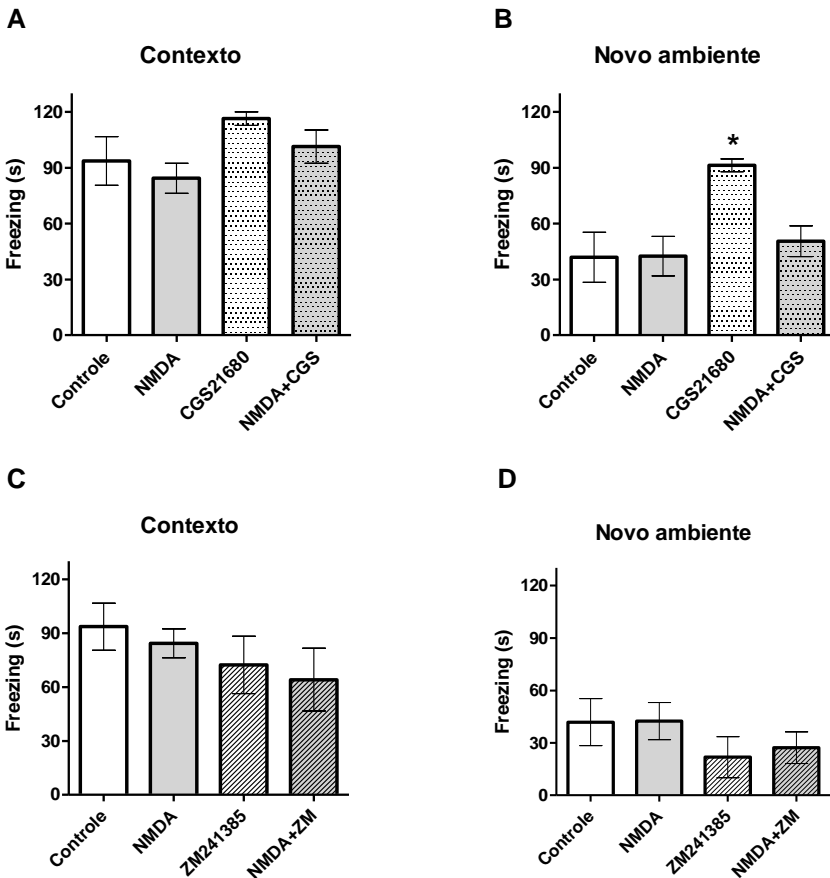 A
Contexto
Freezing (s)
120
90
60
30
0
Controle
NMDA
CGS21680
NMDA+CGS
B
Novo ambiente
Freezing (s)
120
90
60
30
0
*
Controle
NMDA
CGS21680
NMDA+CGS
C
Contexto
Freezing (s)
120
90
60
30
0
Controle
NMDA
ZM241385
NMDA+ZM
D
Novo ambiente
Freezing (s)
120
90
60
30
0
Controle
NMDA
ZM241385
NMDA+ZM